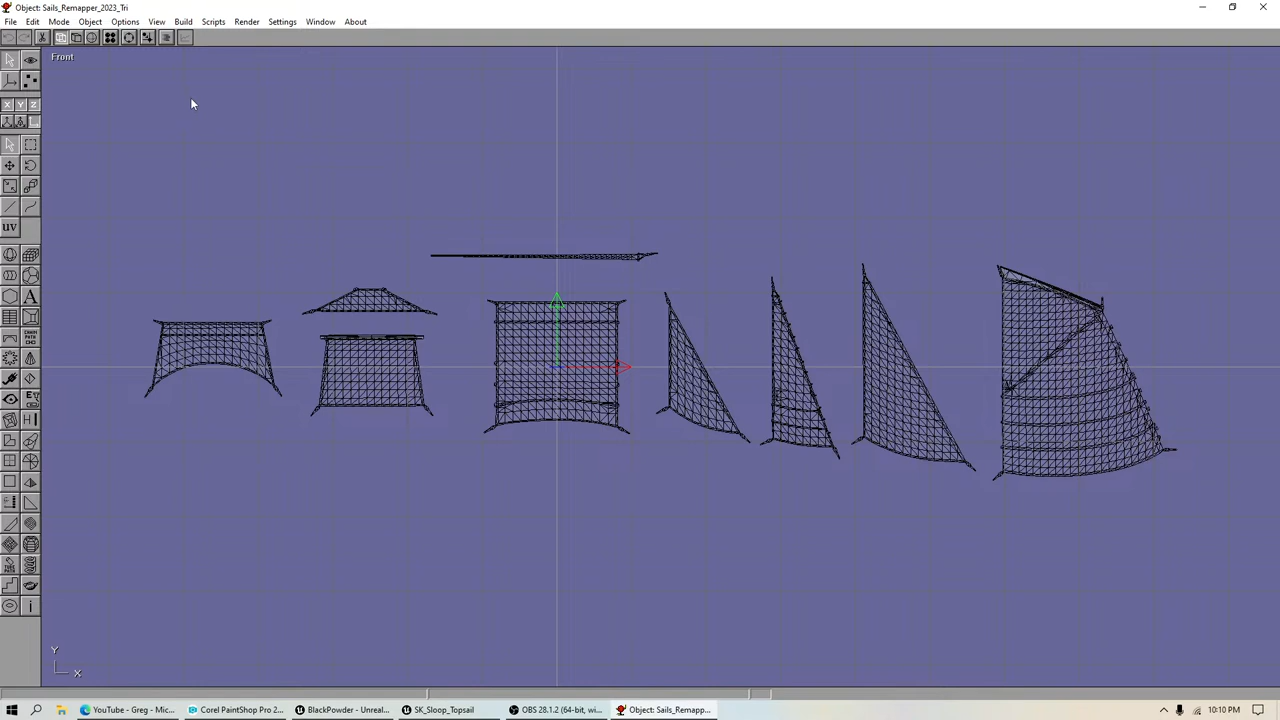 Object: Sails_Remapper_2023_Tri
File Edit Mode Object Options View Build Scripts Render Settings Window About
Front
X Y Z
uv
A
E
H
i
Y
X
YouTube - Greg - Mic... Corel PaintShop Pro 2... BlackPowder - Unreal... SK_Sloop_Topsail OBS 28.1.2 (64-bit, wi... Object: Sails_Remapp... 10:10 PM